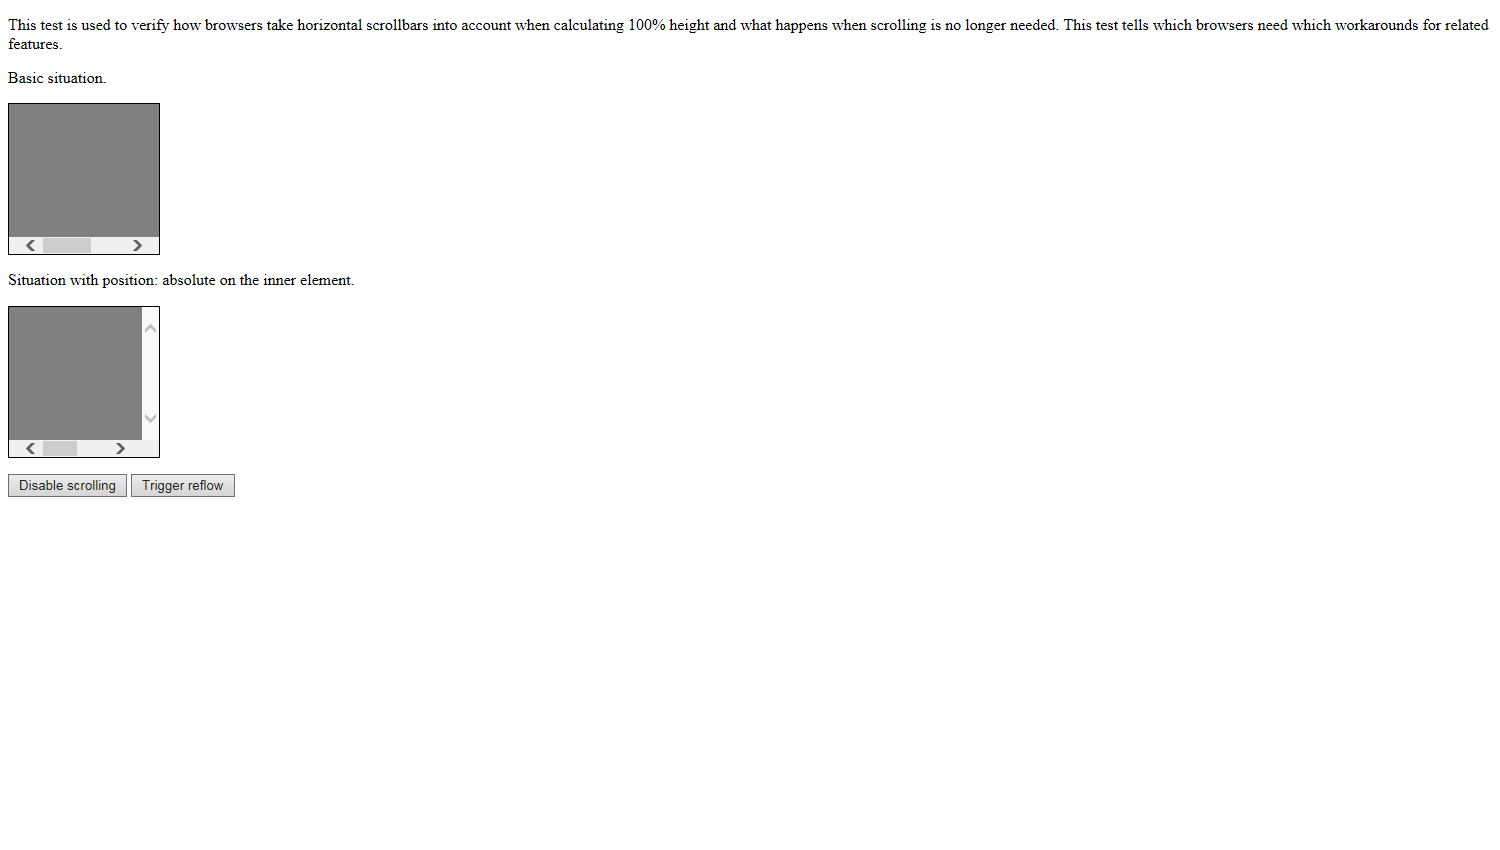 This test is used to verify how browsers take horizontal scrollbars into account when calculating 100% height and what happens when scrolling is no longer needed. This test tells which browsers need which workarounds for related
features.
Basic situation.
Situation with position: absolute on the inner element.
Disable scrolling Trigger reflow